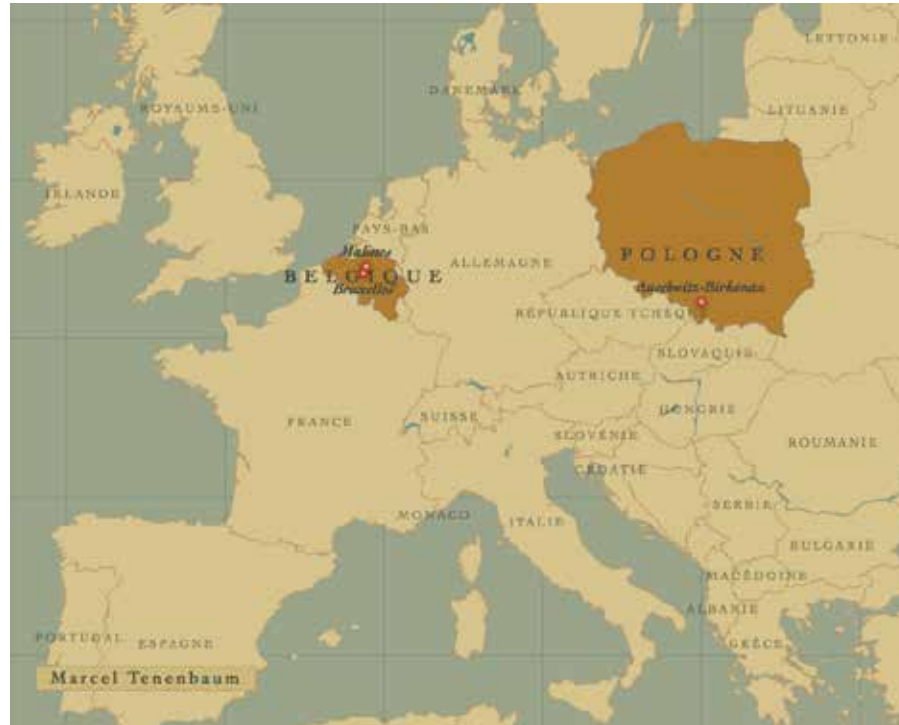 LETTONIE
DANEMARK
ROYAUMS-UNI
LITUANIE
IRLANDE
PAYS-BAS
Malines
POLOGNE
ALLEMAGNE
BELGIQUE
Bruxelles
Auschwitz-Birkenau
RÉPUBLIQUE TCHÈQUE
SLOVAQUIE
AUTRICHE
HONGRIE
SUISSE
FRANCE
SLOVÉNIE
ROUMANIE
CROATIE
SERBIE
MONACO
ITALIE
BULGARIE
MACÉDOINE
ALBANIE
PORTUGAL
ESPAGNE
GRÈCE
Marcel Tenenbaum